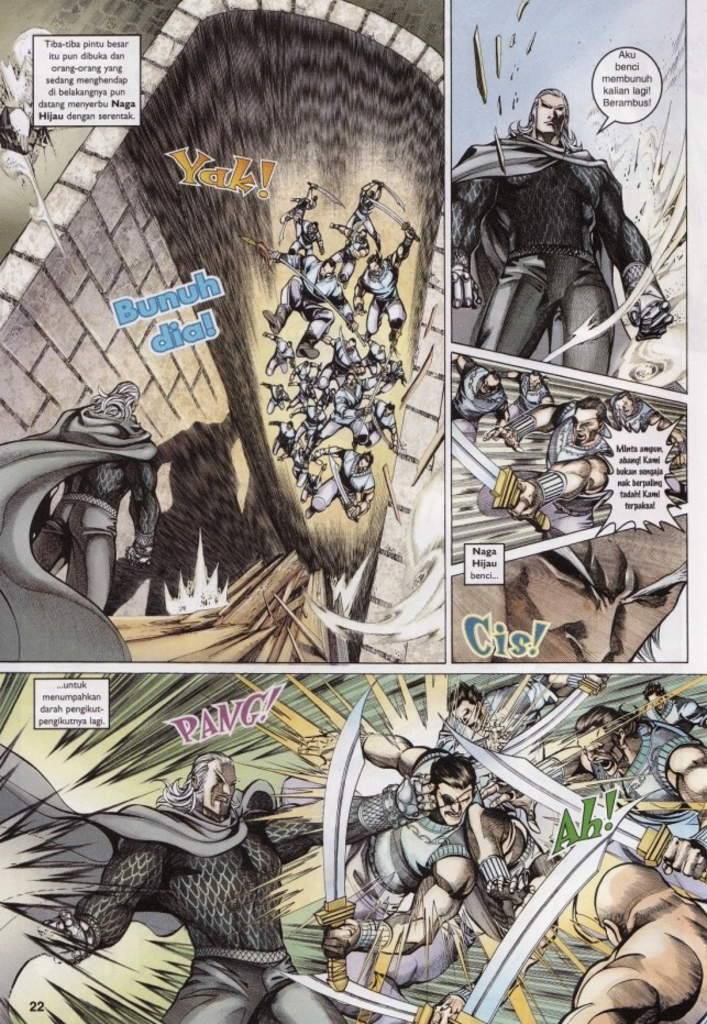 Tiba-tiba pintu besar
itu pun dibuka dan
orang-orang yang
sedang menghendap
di belakangnya pun
datang menyerbu Naga
Hijau dengan serentak.
Yak!
Bunuh
dia!
Aku
benci
membunuh
kalian lagi!
Berambus!
Minta ampun,
abang! Kami
bukan sengaja
nak berpaling
tadah! Kami
terpaksa!
Naga
Hijau
benci...
Cis!
...untuk
menumpahkan
darah pengikut-
pengikutnya lagi.
PANG!
Ah!
22